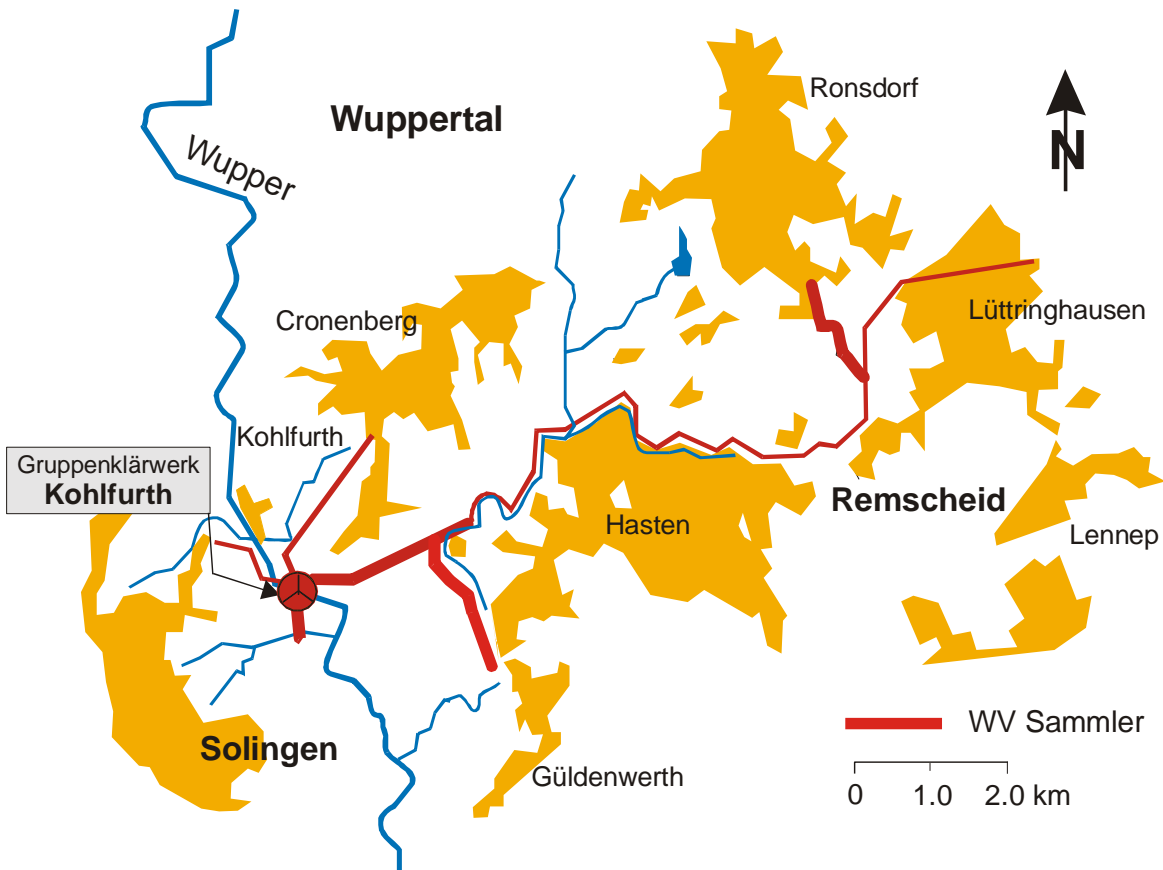 Ronsdorf
Wuppertal
N
Wupper
Lüttringhausen
Cronenberg
Kohlfurth
Gruppenklärwerk
Kohlfurth
Remscheid
Hasten
Lennep
WV Sammler
Solingen
Güldenwerth
0 1.0 2.0 km